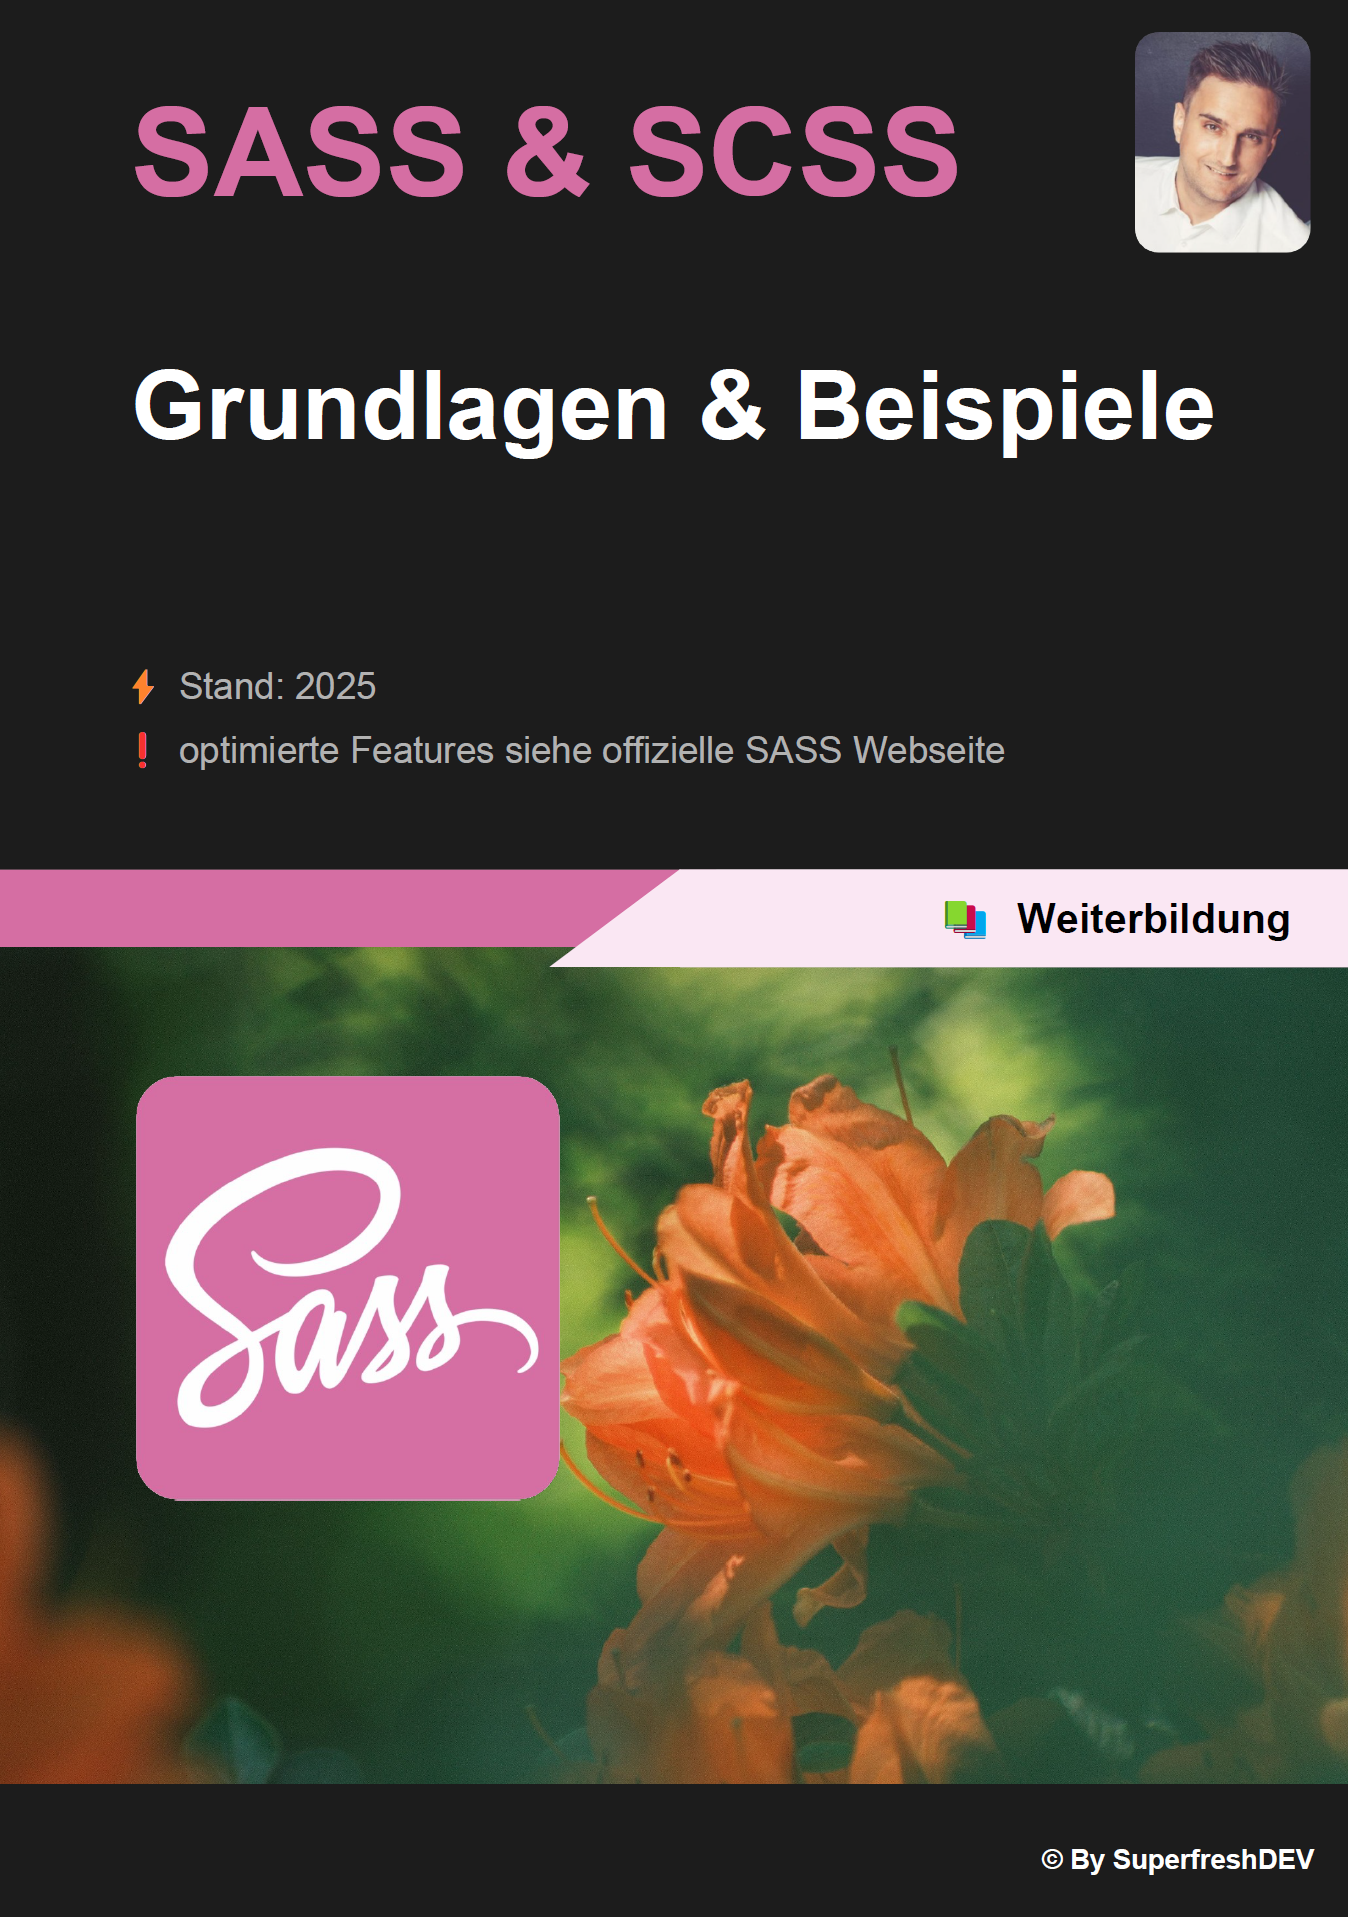 SASS & SCSS
Grundlagen & Beispiele
⚡ Stand: 2025
❗ optimierte Features siehe offizielle SASS Webseite
📚 Weiterbildung
Sass
© By SuperfreshDEV